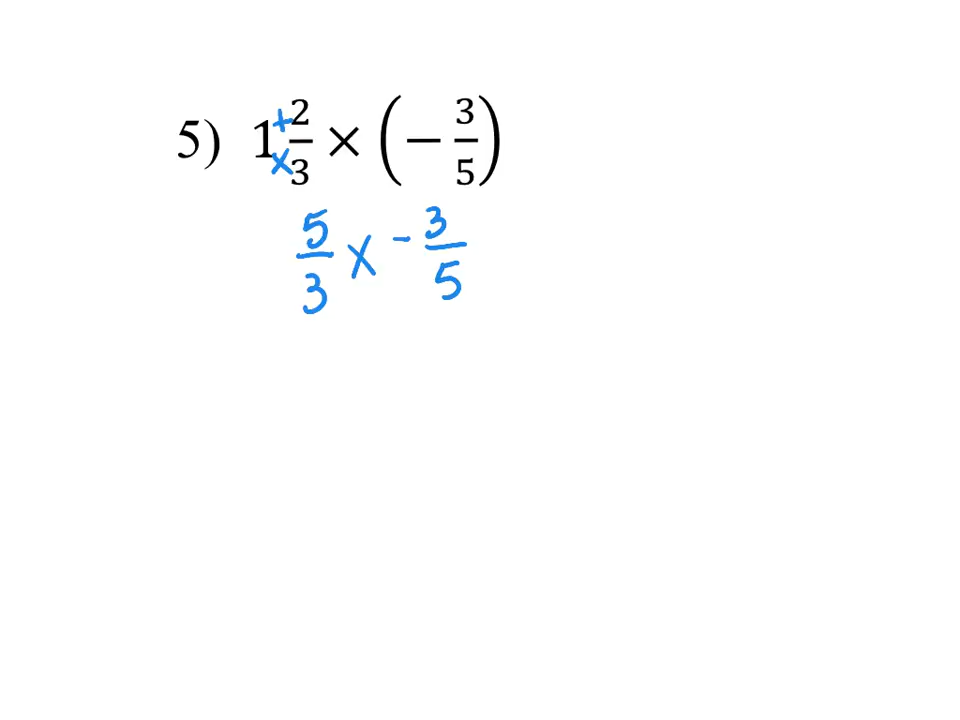 5) 1 + 2/3 × (− 3/5)
x
5/3 x - 3/5